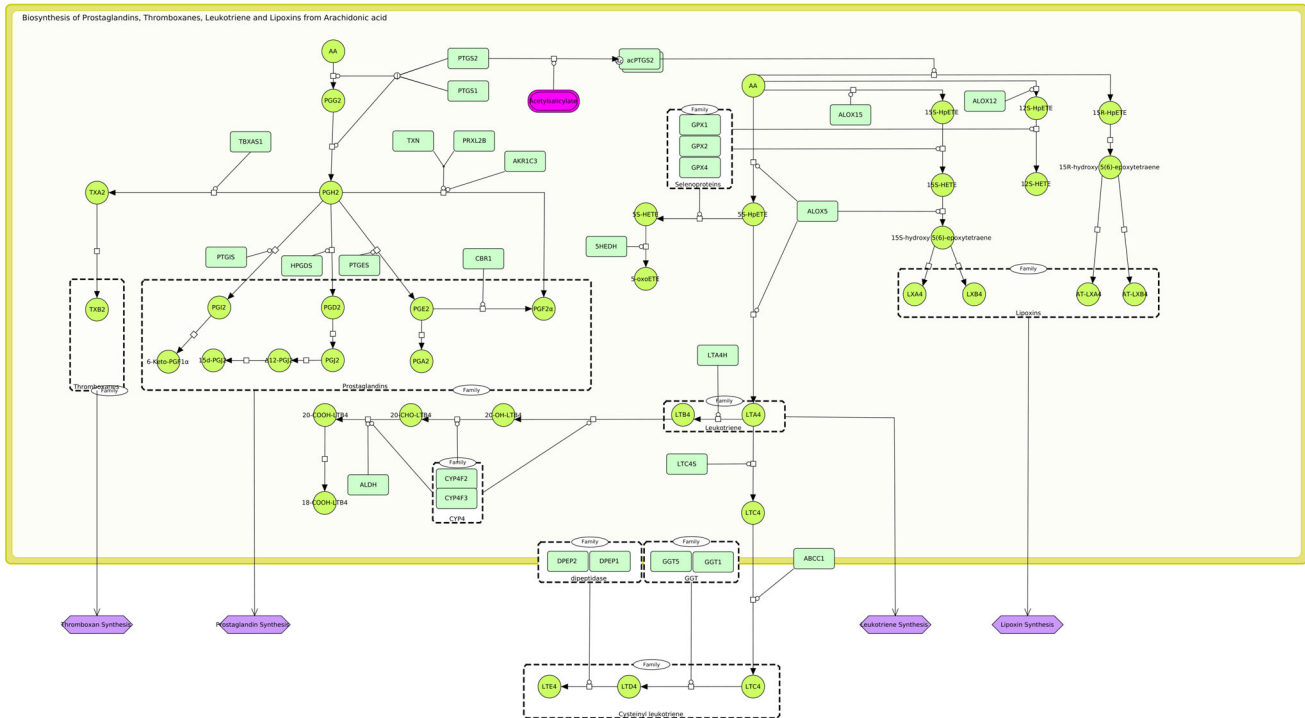 Biosynthesis of Prostaglandins, Thromboxanes, Leukotriene and Lipoxins from Arachidonic acid
AA
PTGS2
acPTGS2
PTGS1
PGG2
Acetylsalicylase
AA
ALOX15
ALOX12
15S-HpETE
12S-HpETE
15R-HpETE
Family
GPX1
GPX2
GPX4
Selenoproteins
TBXAS1
TXN
PRXL2B
AKR1C3
TXA2
PGH2
15S-HETE
12S-HETE
15R-hydroxy 5(6)-epoxytetraene
5S-HETE
5S-HpETE
ALOX5
15S-hydroxy 5(6)-epoxytetraene
5HEDH
5-oxoETE
PTGIS
HPGDS
PTGES
CBR1
Family
LXA4
LXB4
AT-LXA4
AT-LXB4
Lipoxins
TXB2
PGI2
PGD2
PGE2
PGF2α
6-Keto-PGF1α
15d-PGJ2
Δ12-PGJ2
PGJ2
PGA2
Thromboxanes
Family
Prostaglandins
Family
LTA4H
Family
LTB4
LTA4
Leukotriene
20-COOH-LTB4
20-CHO-LTB4
20-OH-LTB4
Family
CYP4F2
CYP4F3
CYP4
ALDH
18-COOH-LTB4
LTC4S
LTC4
Family
DPEP2
DPEP1
dipeptidase
Family
GGT5
GGT1
GGT
ABCC1
Thromboxan Synthesis
Prostaglandin Synthesis
Leukotriene Synthesis
Lipoxin Synthesis
Family
LTE4
LTD4
LTC4
Cysteinyl leukotriene